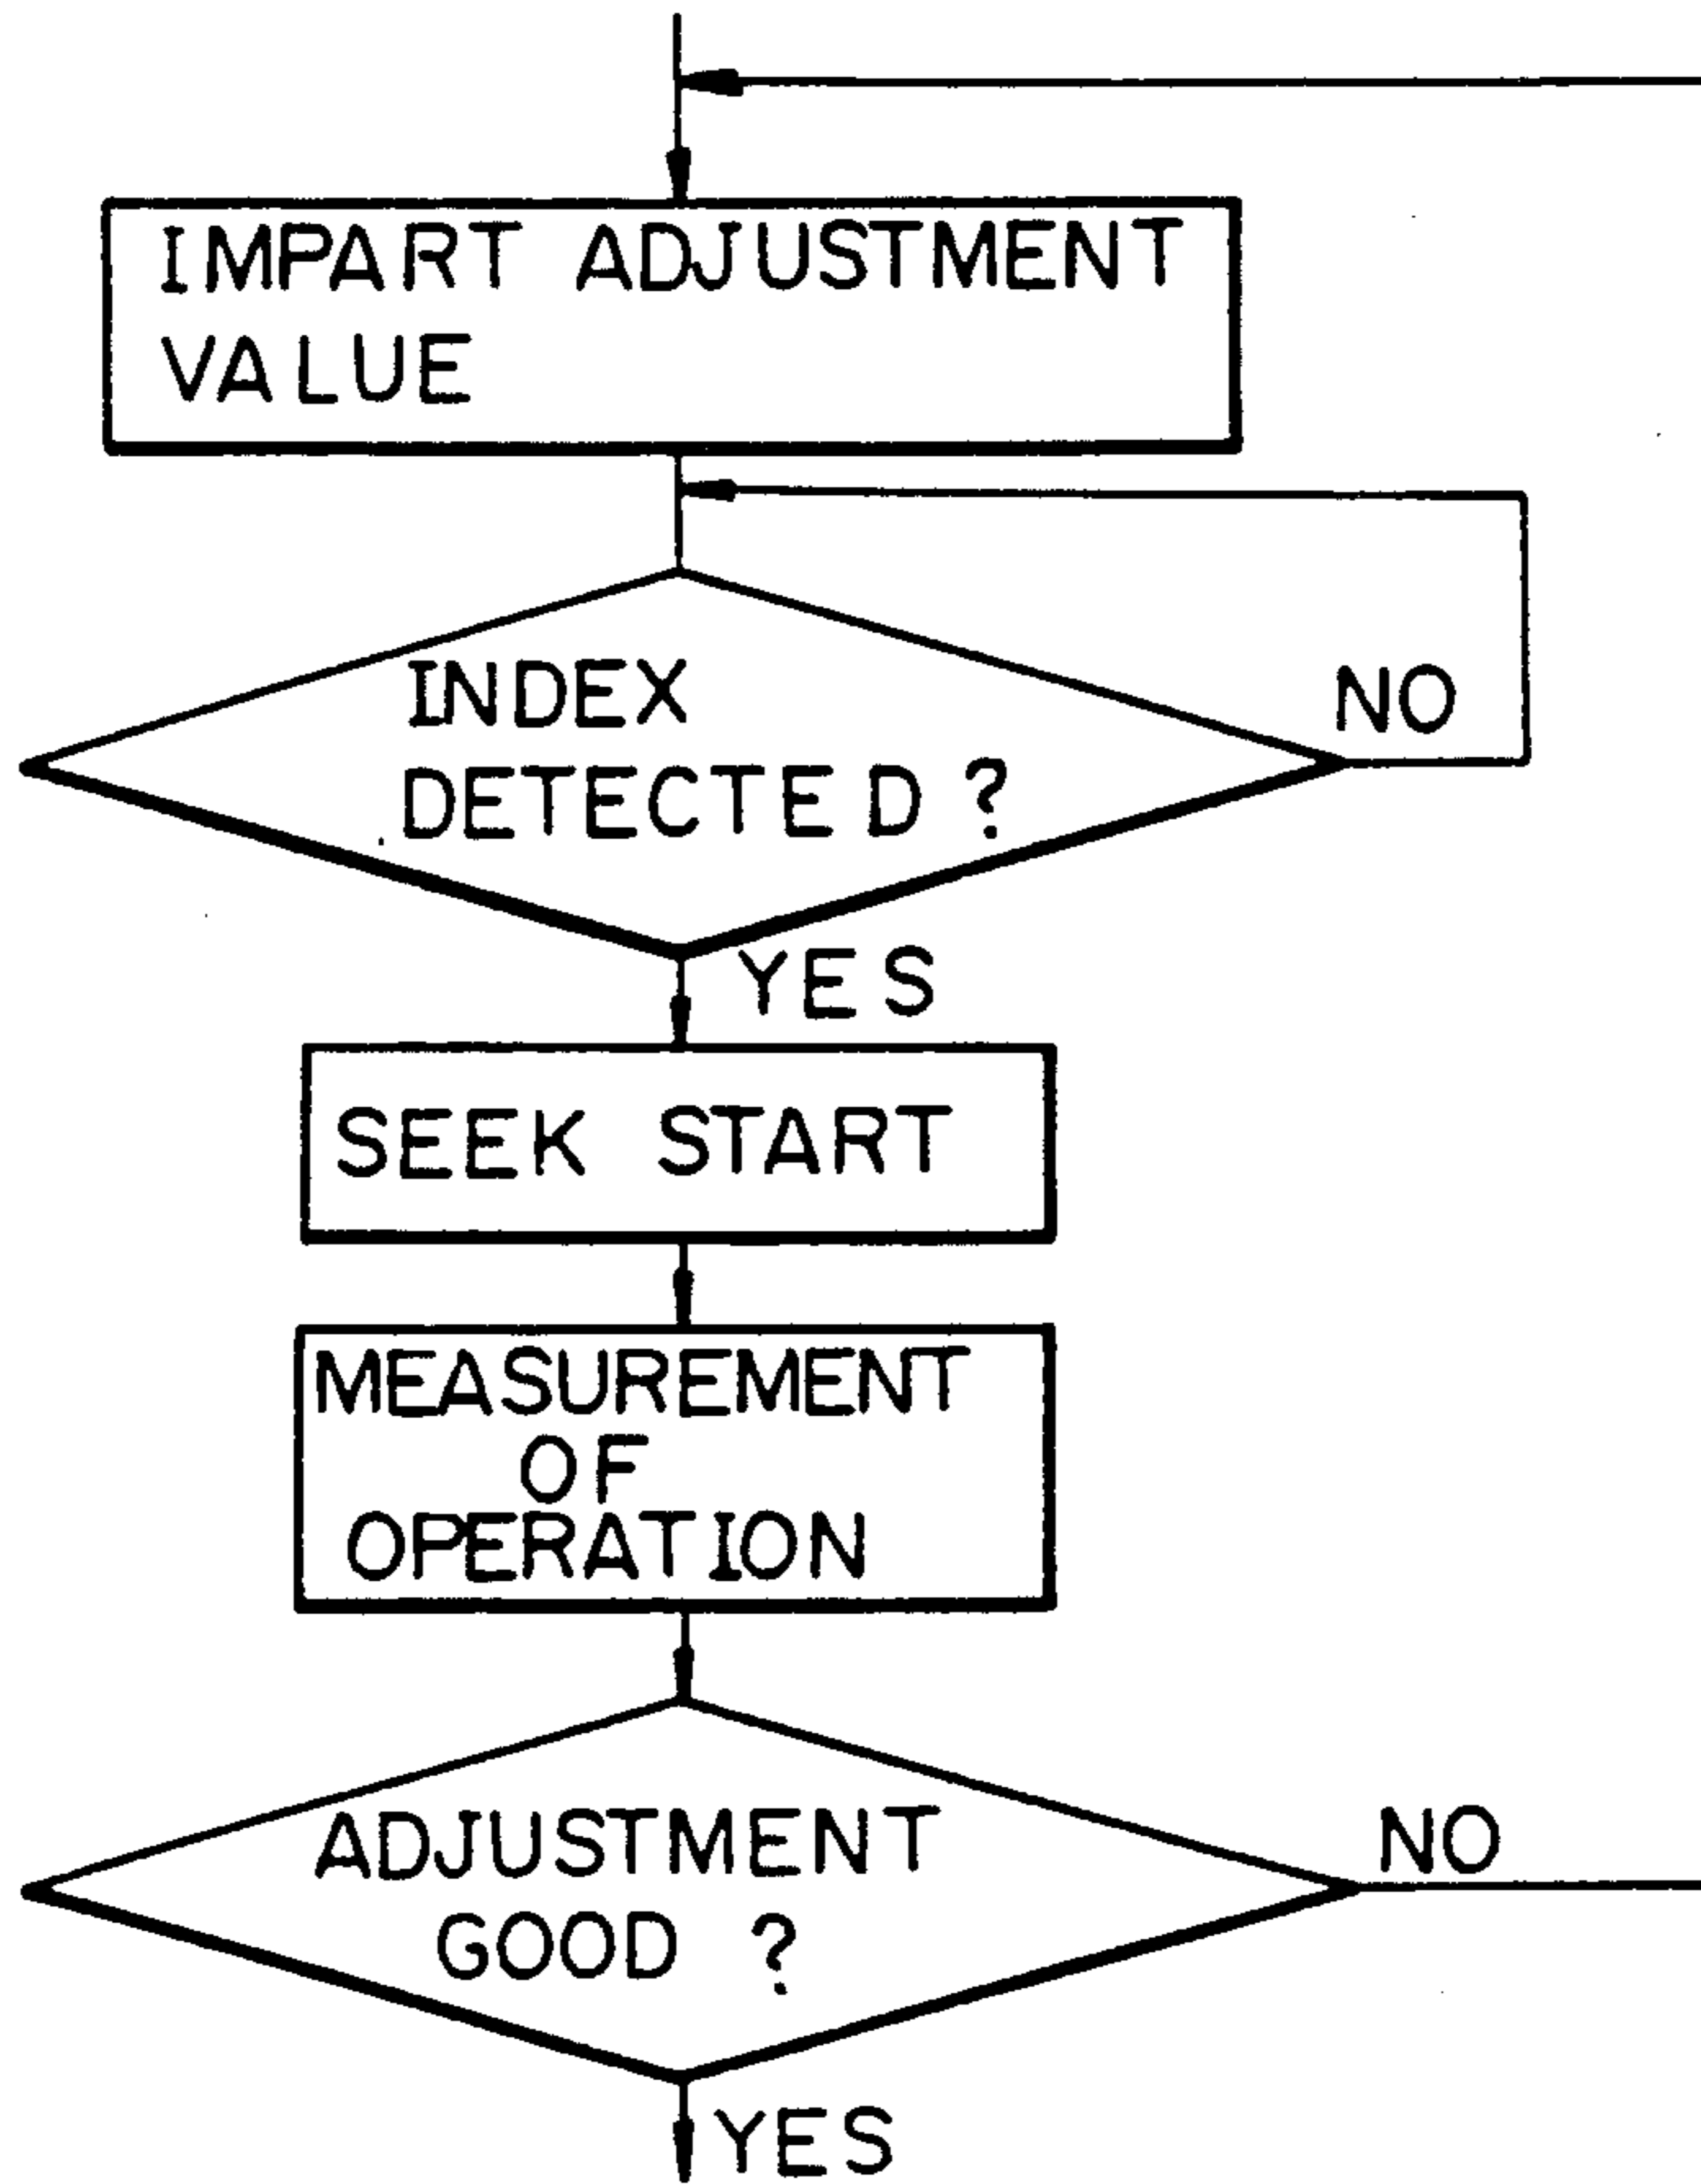 IMPART ADJUSTMENT
VALUE
INDEX
DETECTED ?
NO
YES
SEEK START
MEASUREMENT
OF
OPERATION
ADJUSTMENT
GOOD ?
NO
YES